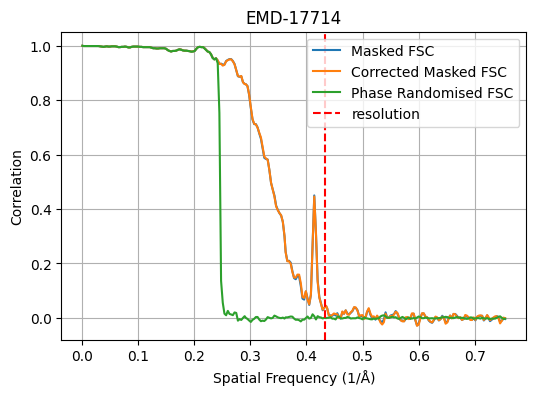 EMD-17714
Masked FSC
Corrected Masked FSC
Phase Randomised FSC
resolution
1.0
0.8
0.6
0.4
0.2
0.0
Correlation
0.0 0.1 0.2 0.3 0.4 0.5 0.6 0.7
Spatial Frequency (1/Å)